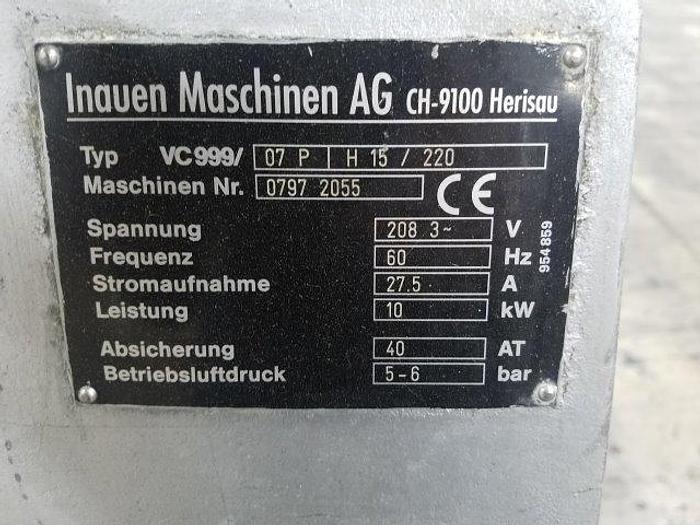 Inauen Maschinen AG CH-9100 Herisau
Typ VC999/ 07 P | H 15 / 220
Maschinen Nr. 0797 2055 CE
Spannung 208 3~ V
Frequenz 60 Hz
Stromaufnahme 27.5 A
Leistung 10 kW
954859
Absicherung 40 AT
Betriebsluftdruck 5-6 bar